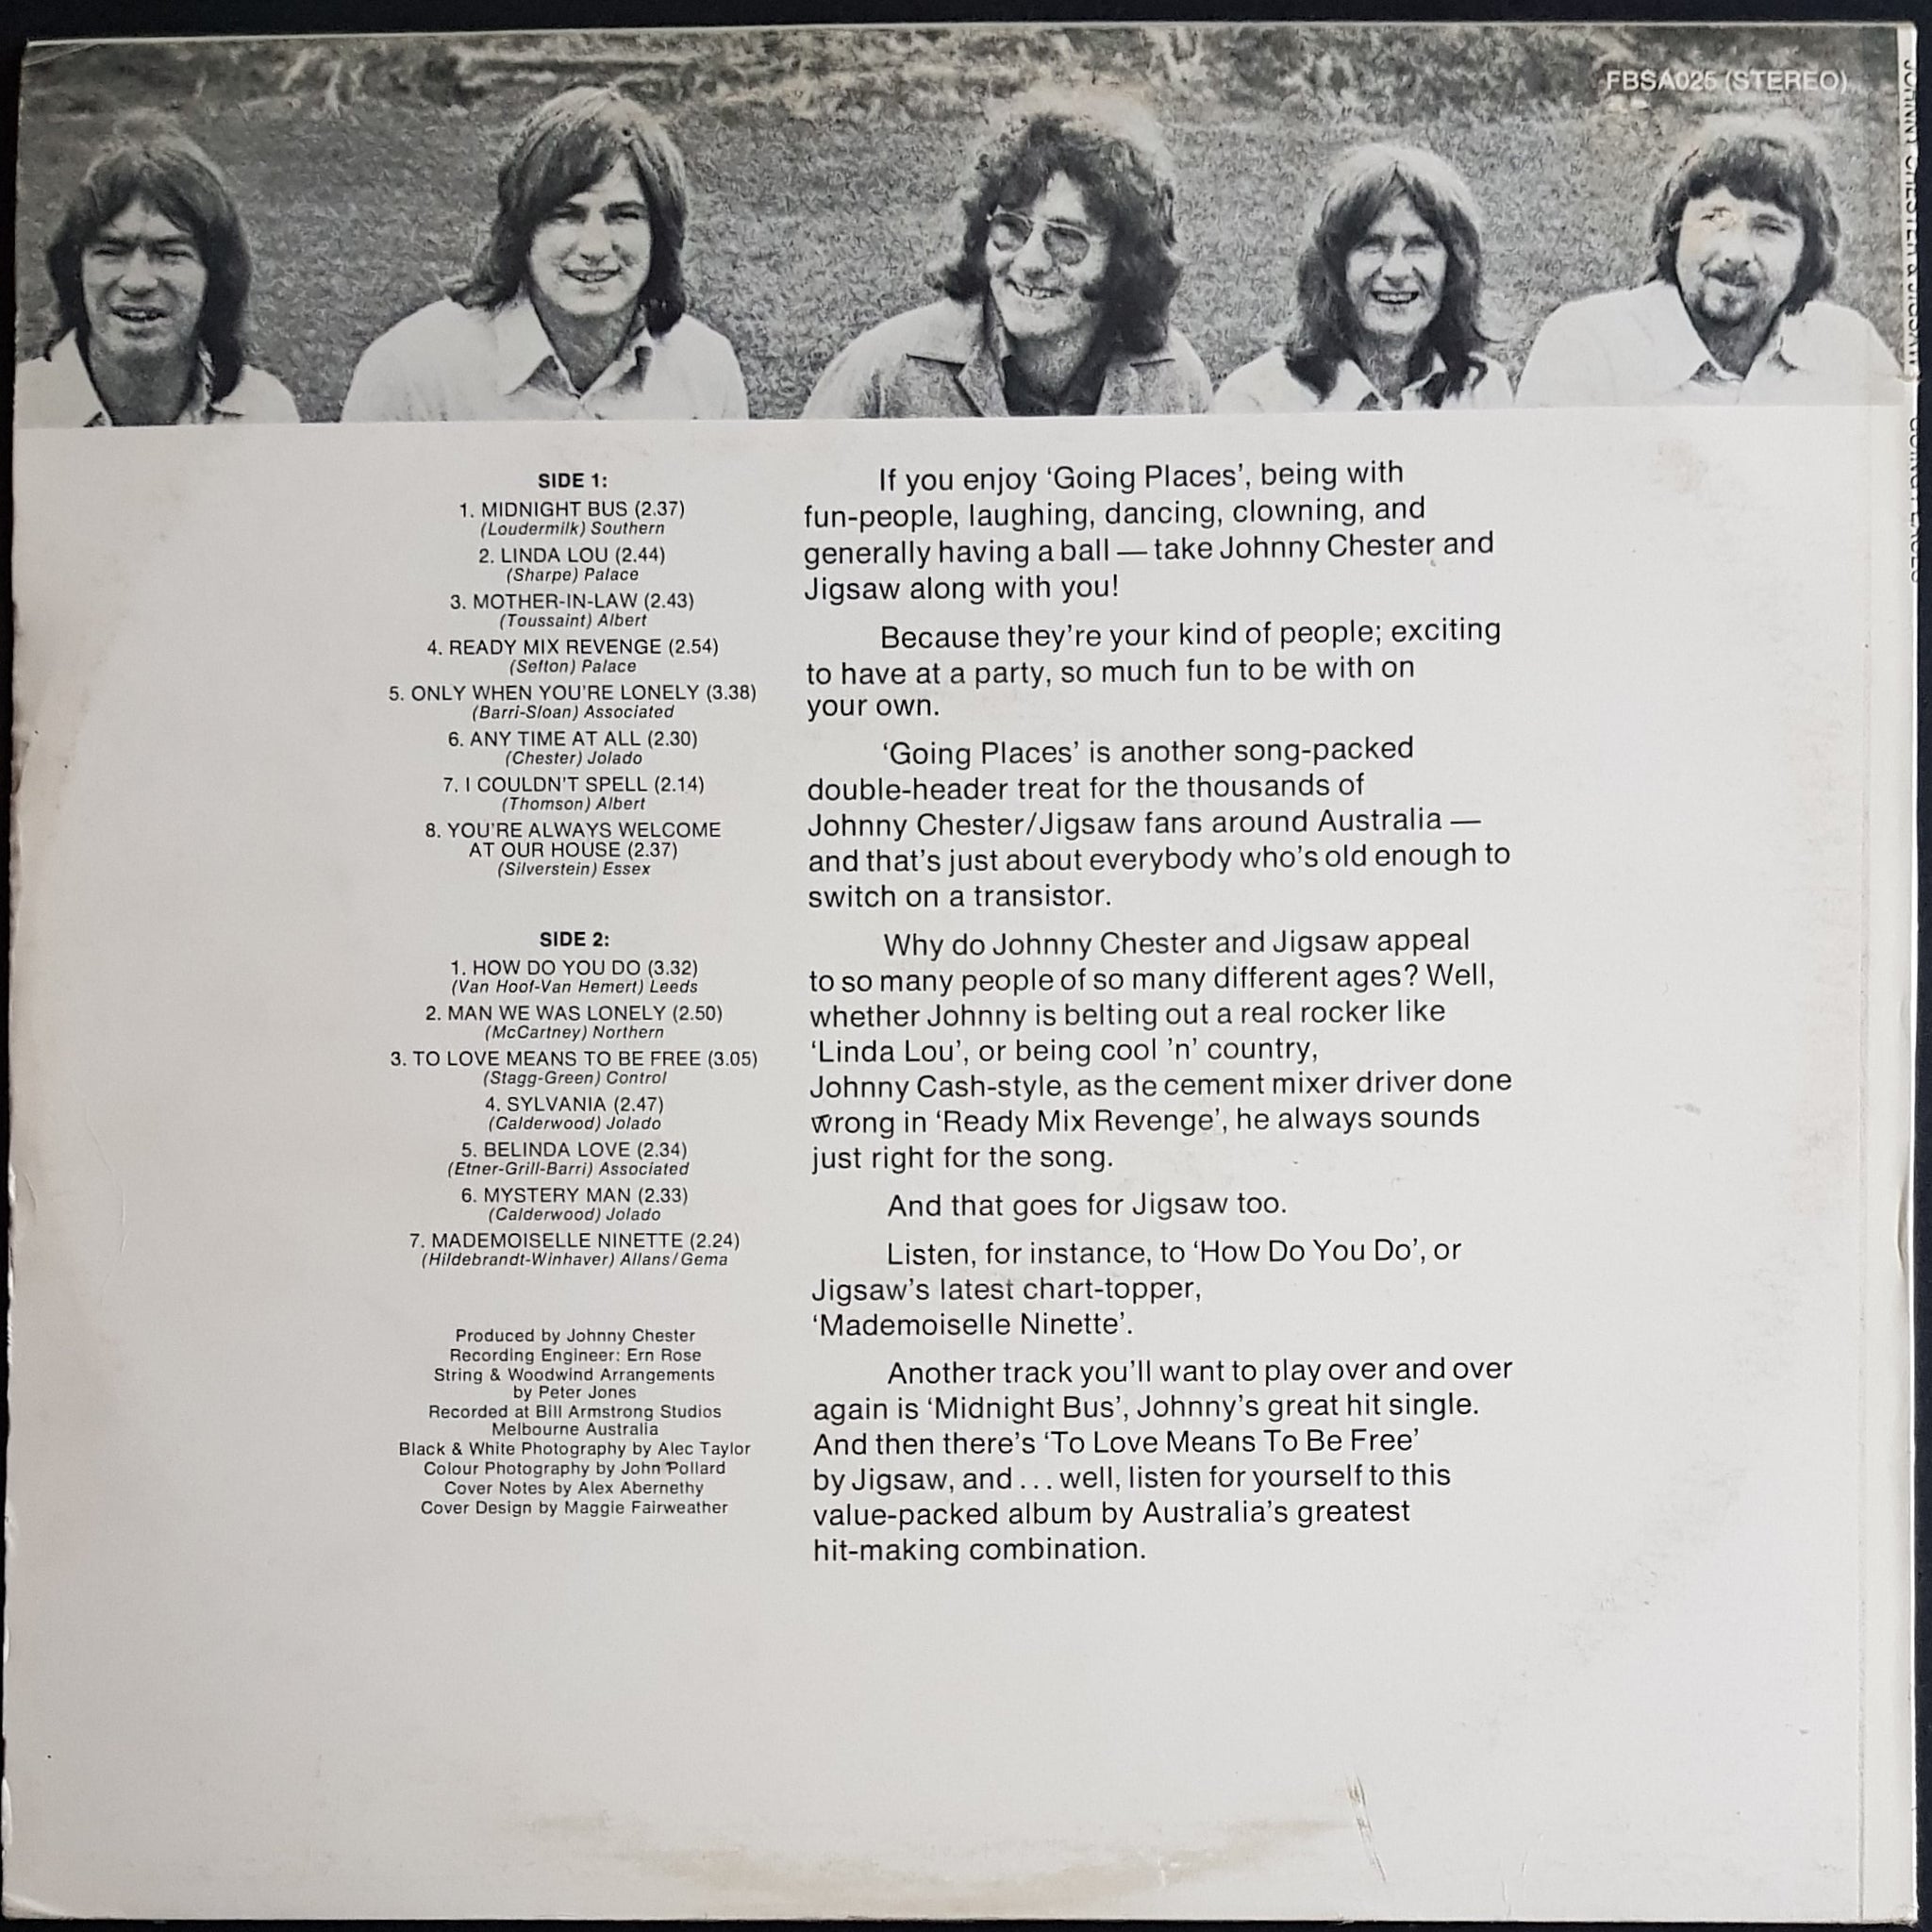 FBSA025 (STEREO)
JOHNNY CHESTER & JIGSAW
SIDE 1:
1. MIDNIGHT BUS (2.37)
(Loudermilk) Southern
2. LINDA LOU (2.44)
(Sharpe) Palace
3. MOTHER-IN-LAW (2.43)
(Toussaint) Albert
4. READY MIX REVENGE (2.54)
(Sefton) Palace
5. ONLY WHEN YOU'RE LONELY (3.38)
(Barri-Sloan) Associated
6. ANY TIME AT ALL (2.30)
(Chester) Jolado
7. I COULDN'T SPELL (2.14)
(Thomson) Albert
8. YOU'RE ALWAYS WELCOME
AT OUR HOUSE (2.37)
(Silverstein) Essex
SIDE 2:
1. HOW DO YOU DO (3.32)
(Van Hoof-Van Hemert) Leeds
2. MAN WE WAS LONELY (2.50)
(McCartney) Northern
3. TO LOVE MEANS TO BE FREE (3.05)
(Stagg-Green) Control
4. SYLVANIA (2.47)
(Calderwood) Jolado
5. BELINDA LOVE (2.34)
(Etner-Grill-Barri) Associated
6. MYSTERY MAN (2.33)
(Calderwood) Jolado
7. MADEMOISELLE NINETTE (2.24)
(Hildebrandt-Winhaver) Allans/Gema
Produced by Johnny Chester
Recording Engineer: Ern Rose
String & Woodwind Arrangements
by Peter Jones
Recorded at Bill Armstrong Studios
Melbourne Australia
Black & White Photography by Alec Taylor
Colour Photography by John Pollard
Cover Notes by Alex Abernethy
Cover Design by Maggie Fairweather
If you enjoy ‘Going Places’, being with
fun-people, laughing, dancing, clowning, and
generally having a ball — take Johnny Chester and
Jigsaw along with you!
Because they’re your kind of people; exciting
to have at a party, so much fun to be with on
your own.
‘Going Places’ is another song-packed
double-header treat for the thousands of
Johnny Chester/Jigsaw fans around Australia —
and that’s just about everybody who’s old enough to
switch on a transistor.
Why do Johnny Chester and Jigsaw appeal
to so many people of so many different ages? Well,
whether Johnny is belting out a real rocker like
‘Linda Lou’, or being cool ’n’ country,
Johnny Cash-style, as the cement mixer driver done
wrong in ‘Ready Mix Revenge’, he always sounds
just right for the song.
And that goes for Jigsaw too.
Listen, for instance, to ‘How Do You Do’, or
Jigsaw’s latest chart-topper,
‘Mademoiselle Ninette’.
Another track you’ll want to play over and over
again is ‘Midnight Bus’, Johnny’s great hit single.
And then there’s ‘To Love Means To Be Free’
by Jigsaw, and . . . well, listen for yourself to this
value-packed album by Australia’s greatest
hit-making combination.